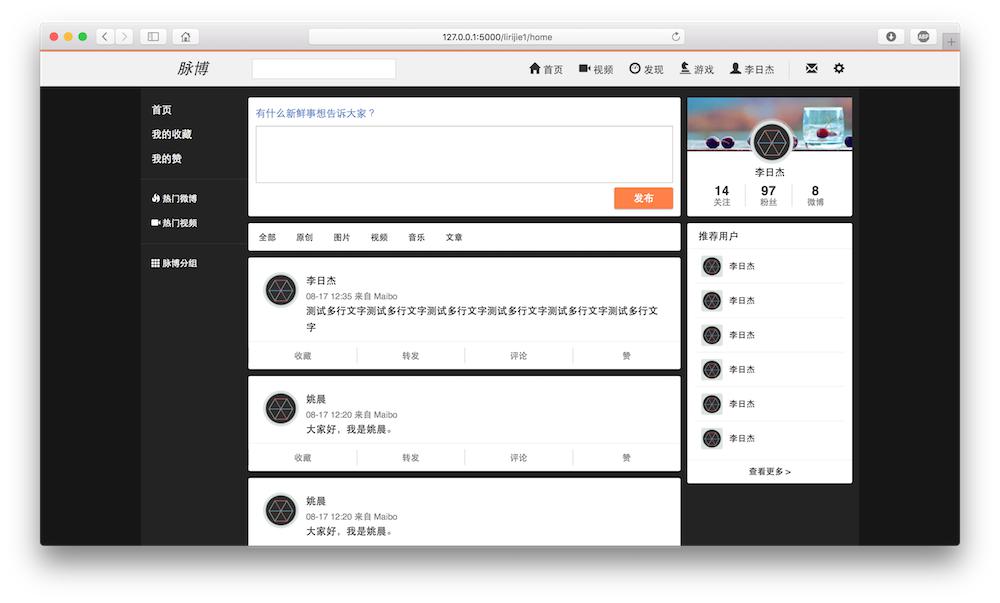 127.0.0.1:5000/lirijie1/home
ABP
脉博
首页 视频 发现 游戏 李日杰
首页
我的收藏
我的赞
热门微博
热门视频
脉博分组
有什么新鲜事想告诉大家？
发布
全部 原创 图片 视频 音乐 文章
李日杰
08-17 12:35 来自 Maibo
测试多行文字测试多行文字测试多行文字测试多行文字测试多行文字测试多行文
字
收藏 转发 评论 赞
姚晨
08-17 12:20 来自 Maibo
大家好，我是姚晨。
收藏 转发 评论 赞
姚晨
08-17 12:20 来自 Maibo
大家好，我是姚晨。
李日杰
14 97 8
关注 粉丝 微博
推荐用户
李日杰
李日杰
李日杰
李日杰
李日杰
李日杰
查看更多 >